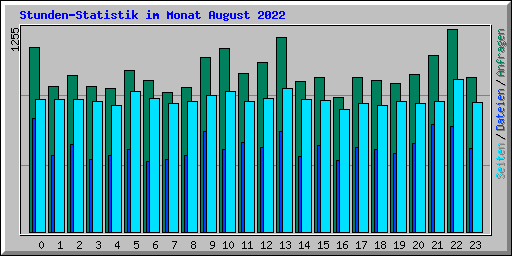 Stunden-Statistik im Monat August 2022
1255
Seiten/Dateien/Anfragen
0 1 2 3 4 5 6 7 8 9 10 11 12 13 14 15 16 17 18 19 20 21 22 23